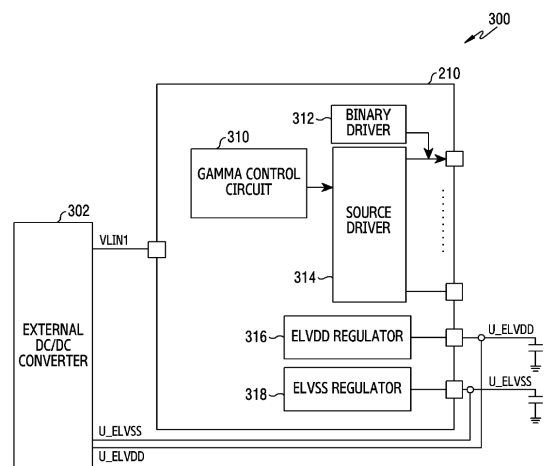 300
210
312
BINARY
DRIVER
310
GAMMA CONTROL
CIRCUIT
SOURCE
DRIVER
314
302
VLIN1
EXTERNAL
DC/DC
CONVERTER
316
ELVDD REGULATOR
U_ELVDD
318
ELVSS REGULATOR
U_ELVSS
U_ELVSS
U_ELVDD